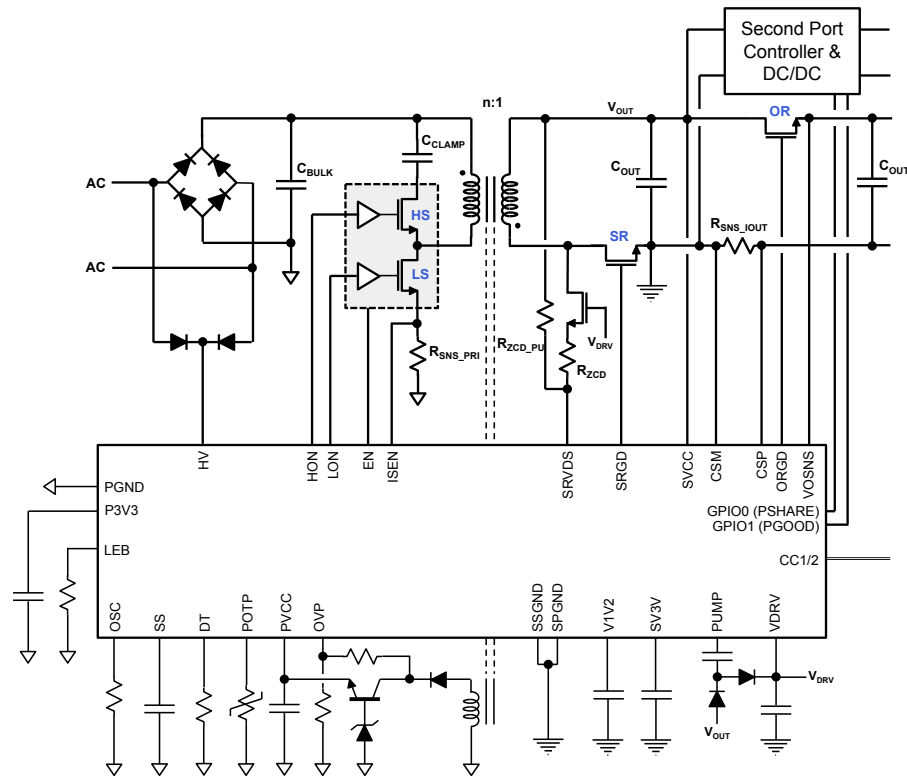 Second Port
Controller &
DC/DC
n:1
VOUT
OR
CCLAMP
CBULK
COUT
COUT
AC
HS
RSNS_IOUT
SR
AC
LS
VDRV
RSNS_PRI
RZCD_PU
RZCD
HV
HON
LON
EN
ISEN
SRVDS
SRGD
SVCC
CSM
CSP
ORGD
VOSNS
PGND
P3V3
GPIO0 (PSHARE)
GPIO1 (PGOOD)
LEB
CC1/2
OSC
SS
DT
POTP
PVCC
OVP
SSGND
SPGND
V1V2
SV3V
PUMP
VDRV
VDRV
VOUT